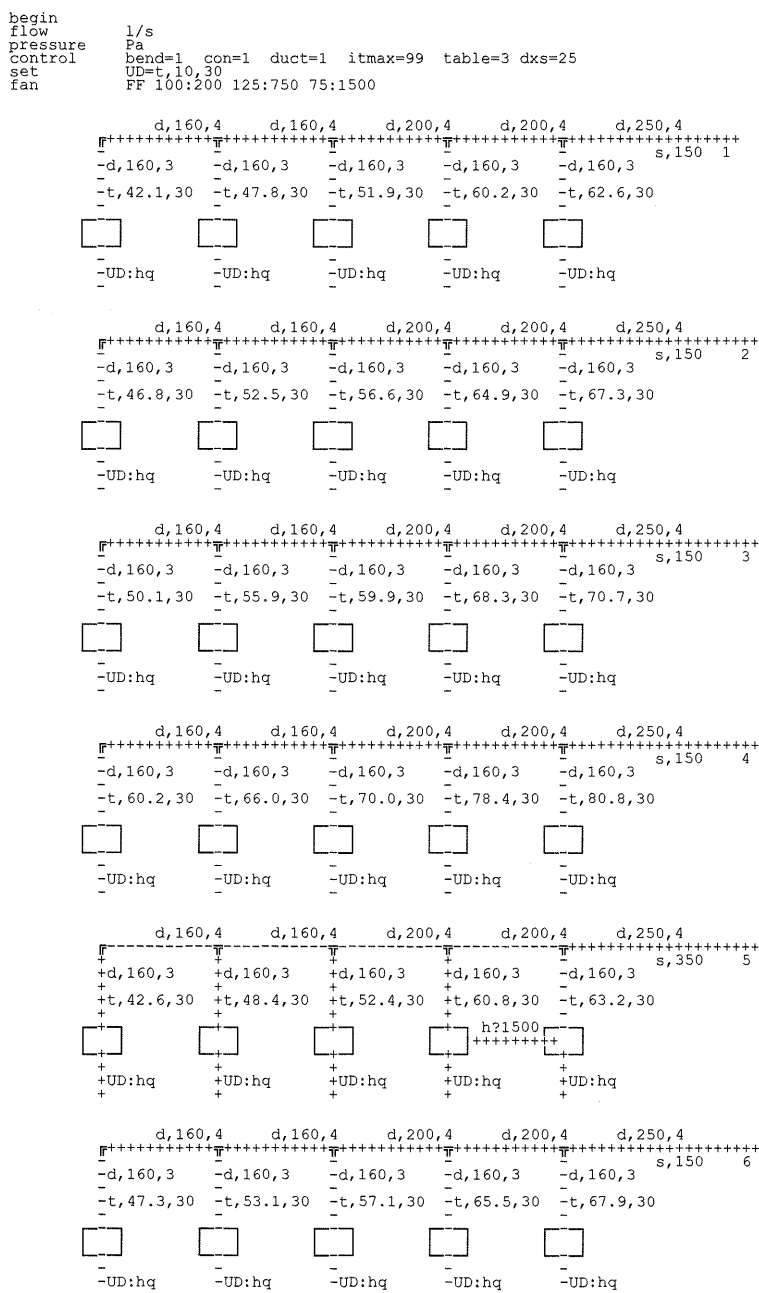 begin
flow l/s
pressure Pa
control bend=1 con=1 duct=1 itmax=99 table=3 dxs=25
set UD=t,10,30
fan FF 100:200 125:750 75:1500
d,160,4 d,160,4 d,200,4 d,200,4 d,250,4
s,150 1
-d,160,3 -d,160,3 -d,160,3 -d,160,3 -d,160,3
-t,42.1,30 -t,47.8,30 -t,51.9,30 -t,60.2,30 -t,62.6,30
-UD:hq -UD:hq -UD:hq -UD:hq -UD:hq
d,160,4 d,160,4 d,200,4 d,200,4 d,250,4
s,150 2
-d,160,3 -d,160,3 -d,160,3 -d,160,3 -d,160,3
-t,46.8,30 -t,52.5,30 -t,56.6,30 -t,64.9,30 -t,67.3,30
-UD:hq -UD:hq -UD:hq -UD:hq -UD:hq
d,160,4 d,160,4 d,200,4 d,200,4 d,250,4
s,150 3
-d,160,3 -d,160,3 -d,160,3 -d,160,3 -d,160,3
-t,50.1,30 -t,55.9,30 -t,59.9,30 -t,68.3,30 -t,70.7,30
-UD:hq -UD:hq -UD:hq -UD:hq -UD:hq
d,160,4 d,160,4 d,200,4 d,200,4 d,250,4
s,150 4
-d,160,3 -d,160,3 -d,160,3 -d,160,3 -d,160,3
-t,60.2,30 -t,66.0,30 -t,70.0,30 -t,78.4,30 -t,80.8,30
-UD:hq -UD:hq -UD:hq -UD:hq -UD:hq
d,160,4 d,160,4 d,200,4 d,200,4 d,250,4
s,350 5
+d,160,3 +d,160,3 +d,160,3 +d,160,3 -d,160,3
+t,42.6,30 +t,48.4,30 +t,52.4,30 +t,60.8,30 -t,63.2,30
h?1500
+UD:hq +UD:hq +UD:hq +UD:hq +UD:hq
d,160,4 d,160,4 d,200,4 d,200,4 d,250,4
s,150 6
-d,160,3 -d,160,3 -d,160,3 -d,160,3 -d,160,3
-t,47.3,30 -t,53.1,30 -t,57.1,30 -t,65.5,30 -t,67.9,30
-UD:hq -UD:hq -UD:hq -UD:hq -UD:hq